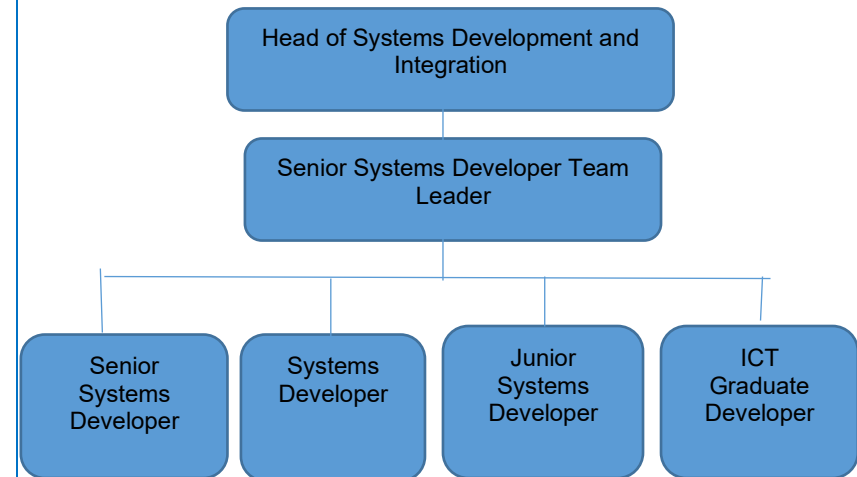 Head of Systems Development and
Integration
Senior Systems Developer Team
Leader
Senior
Systems
Developer
Systems
Developer
Junior
Systems
Developer
ICT
Graduate
Developer